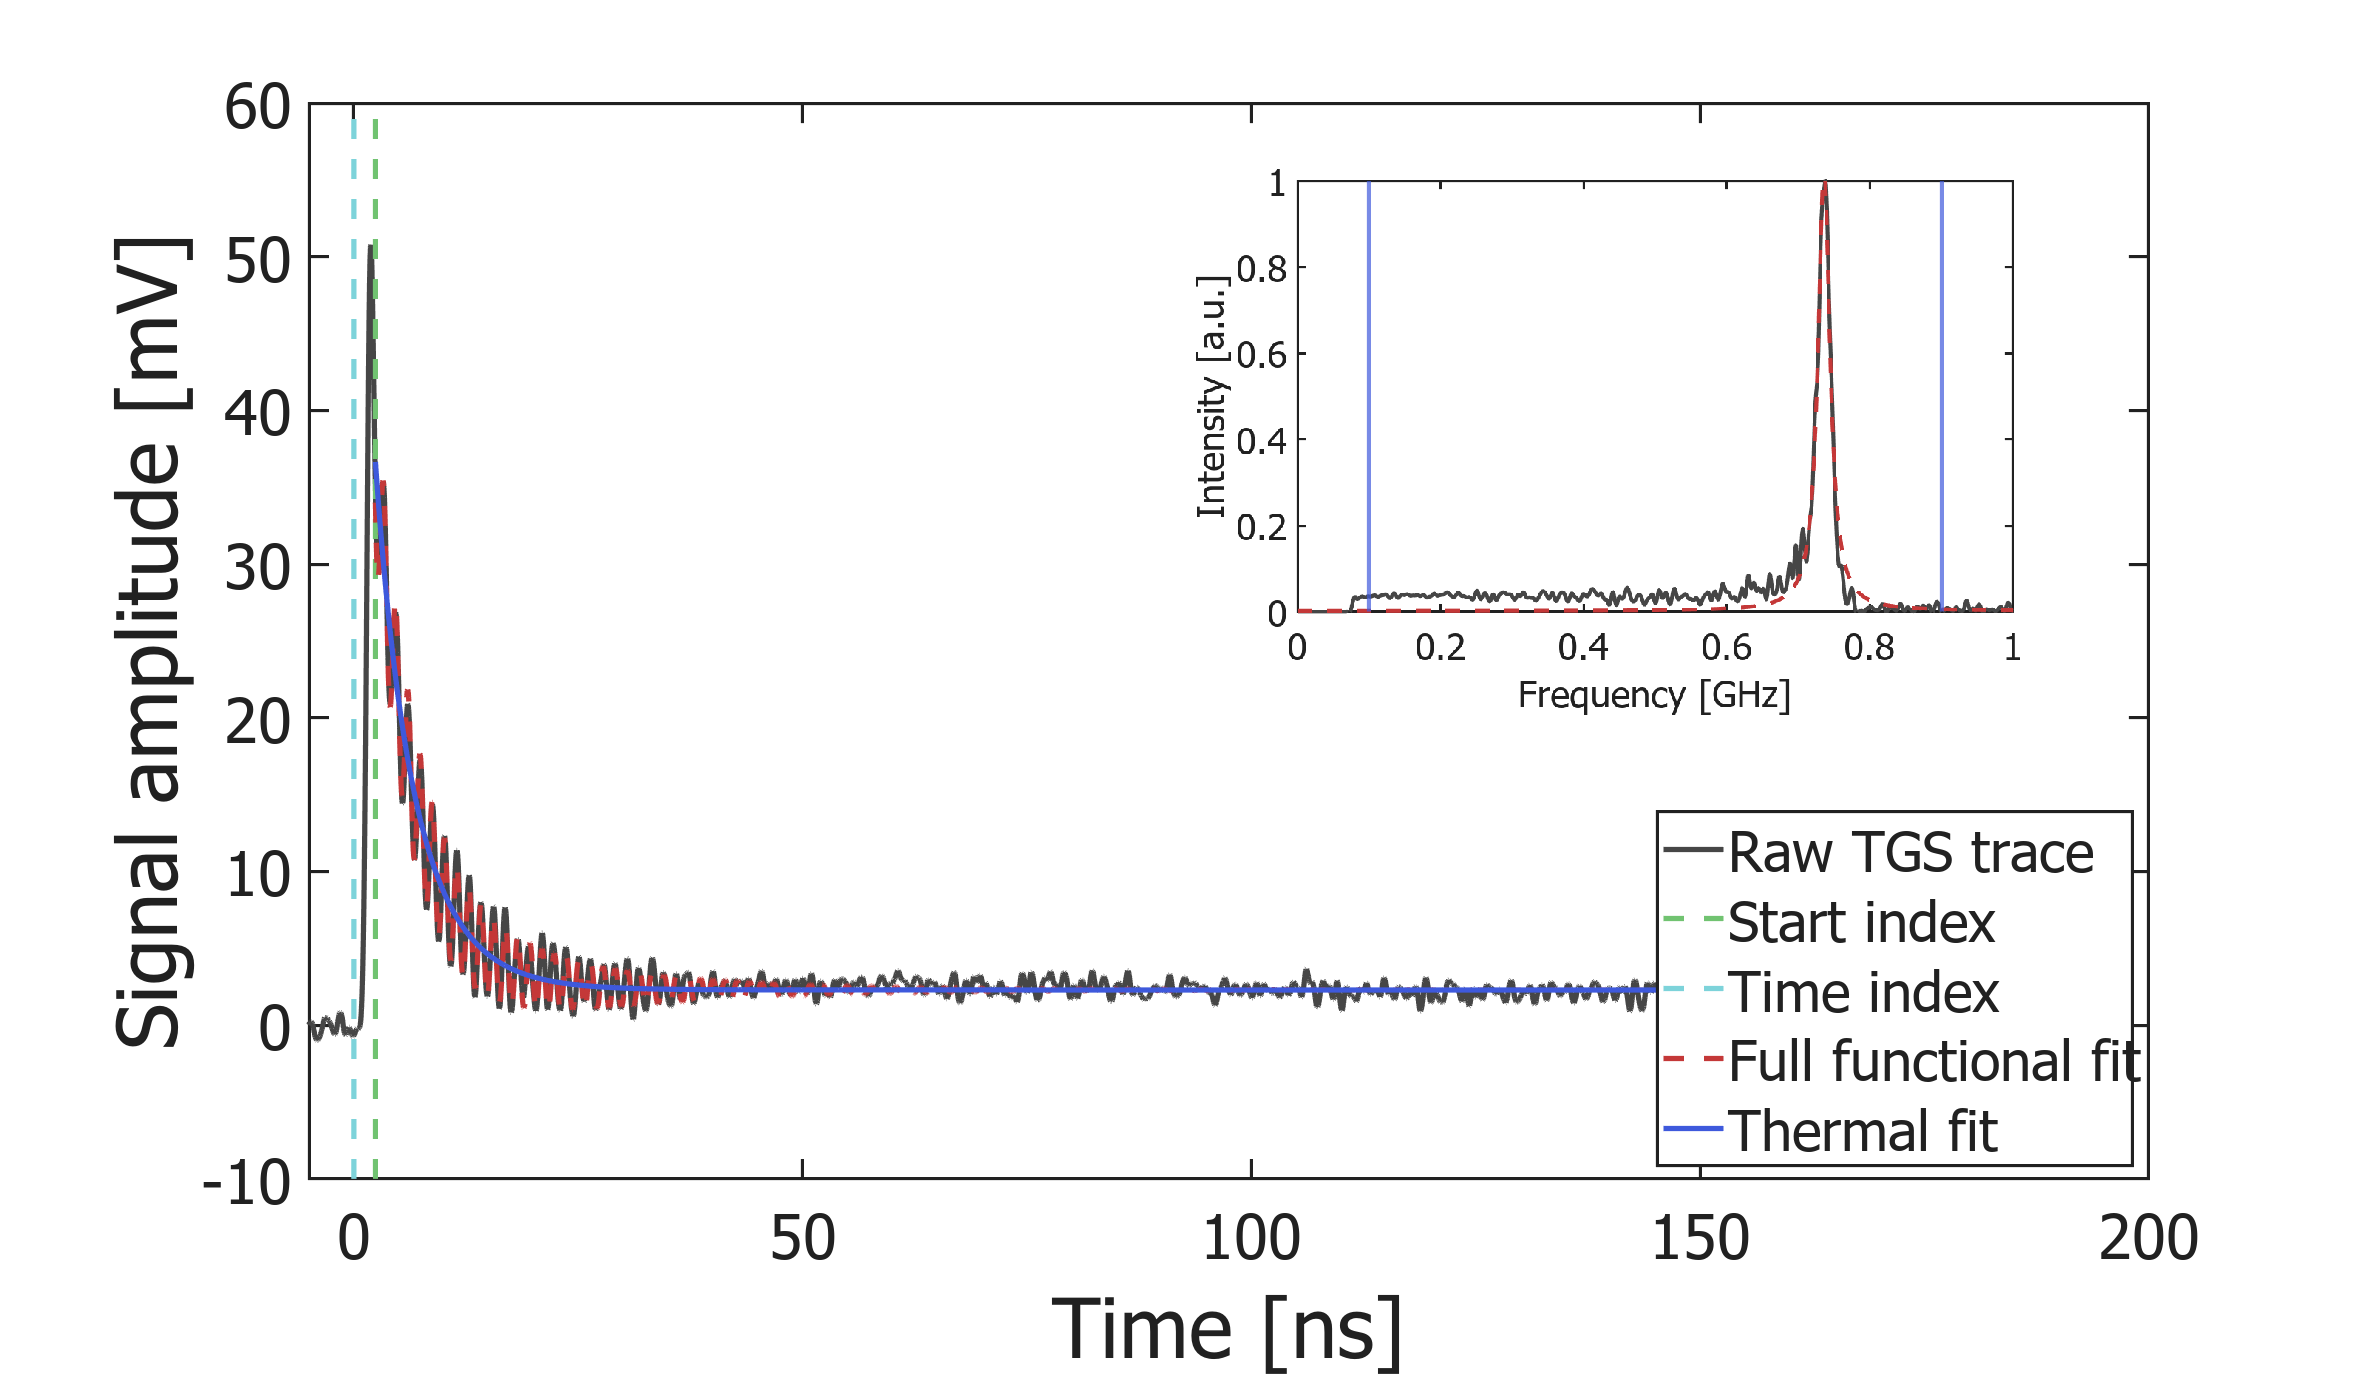 60
50
40
30
20
10
0
-10
Signal amplitude [mV]
0
50
100
150
200
Time [ns]
1
0.8
0.6
0.4
0.2
0
Intensity [a.u.]
0
0.2
0.4
0.6
0.8
1
Frequency [GHz]
Raw TGS trace
Start index
Time index
Full functional fit
Thermal fit